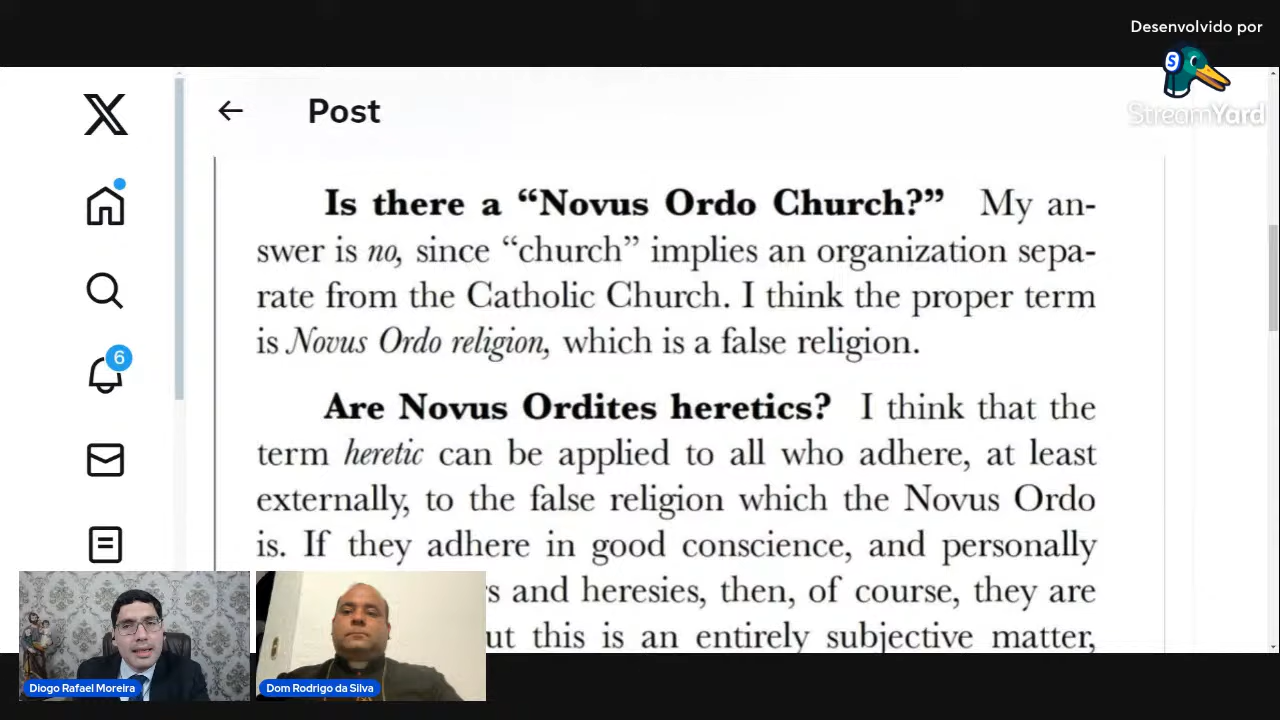 Desenvolvido por
StreamYard
Post
Is there a “Novus Ordo Church?” My an-
swer is no, since “church” implies an organization sepa-
rate from the Catholic Church. I think the proper term
is Novus Ordo religion, which is a false religion.
Are Novus Ordites heretics? I think that the
term heretic can be applied to all who adhere, at least
externally, to the false religion which the Novus Ordo
is. If they adhere in good conscience, and personally
and heresies, then, of course, they are
this is an entirely subjective matter,
6
Diogo Rafael Moreira
Dom Rodrigo da Silva